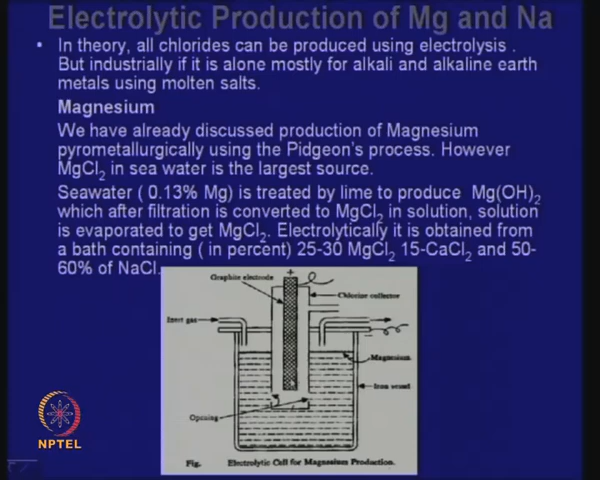 Electrolytic Production of Mg and Na
• In theory, all chlorides can be produced using electrolysis .
But industrially if it is alone mostly for alkali and alkaline earth
metals using molten salts.
Magnesium
We have already discussed production of Magnesium
pyrometallurgically using the Pidgeon's process. However
MgCl2 in sea water is the largest source.
Seawater ( 0.13% Mg) is treated by lime to produce Mg(OH)2
which after filtration is converted to MgCl2 in solution, solution
is evaporated to get MgCl2. Electrolytically it is obtained from
a bath containing ( in percent) 25-30 MgCl2 15-CaCl2 and 50-
60% of NaCl.
+
Graphite electrode
Chlorine collector
Inert gas
Magnesium
Iron vessel
Opening
Fig. Electrolytic Cell for Magnesium Production.
NPTEL